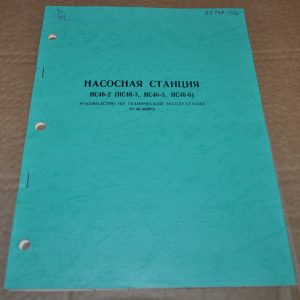 НАСОСНАЯ СТАНЦИЯ
НС46-2 (НС46-3, НС46-5, НС46-6)
РУКОВОДСТВО ПО ТЕХНИЧЕСКОЙ ЭКСПЛУАТАЦИИ